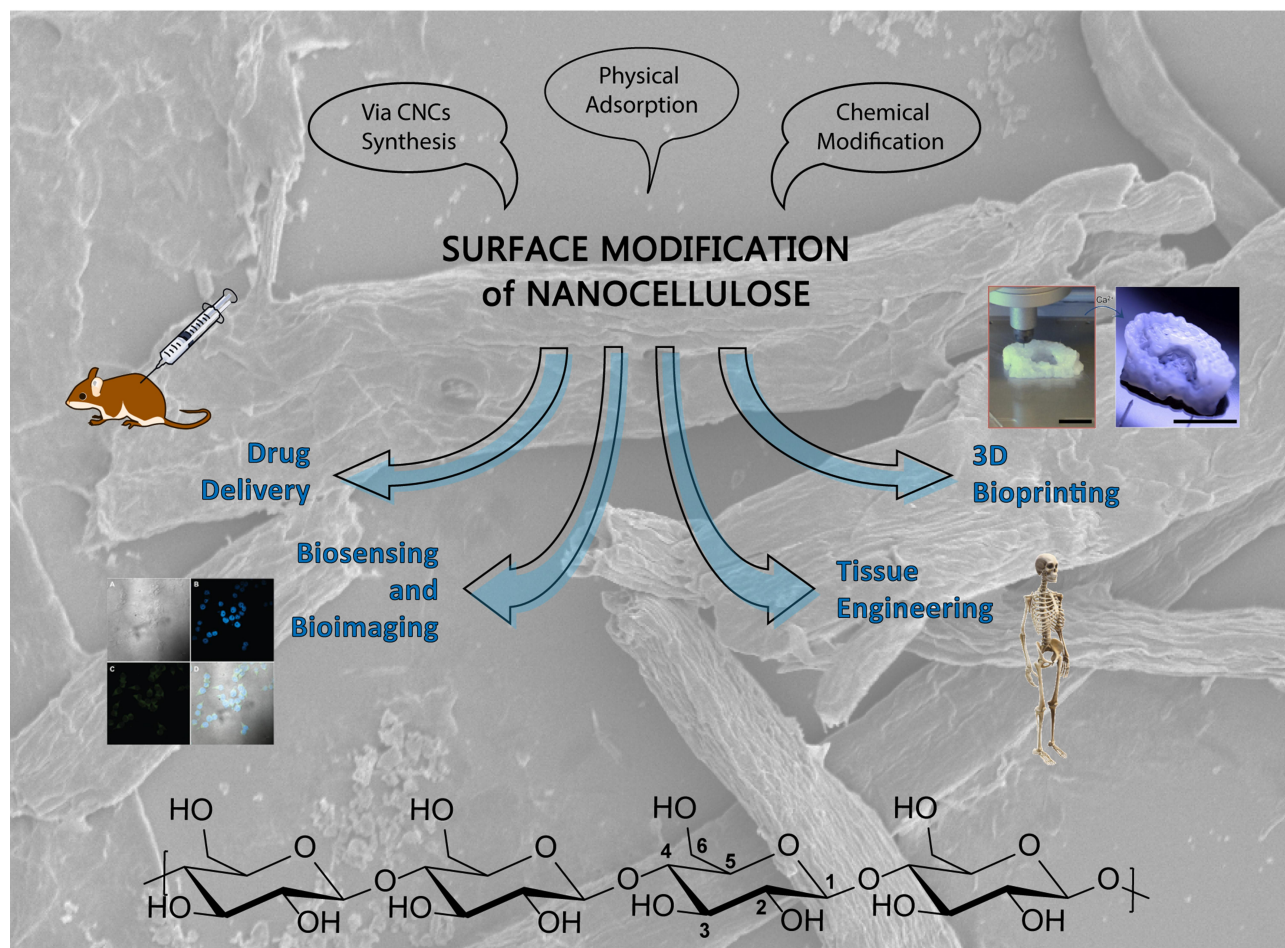 Via CNCs
Synthesis
Physical
Adsorption
Chemical
Modification
SURFACE MODIFICATION
of NANOCELLULOSE
Ca²⁺
Drug
Delivery
3D
Bioprinting
Biosensing
and
Bioimaging
Tissue
Engineering
A
B
C
D
HO
HO
HO
HO
O
O
O
O
6
4
5
1
O
O
O
O
HO
HO
HO
HO
2
OH
OH
OH
OH
3